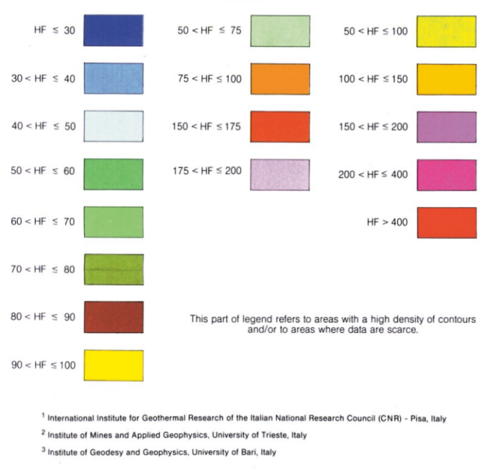 HF ≤ 30
30 < HF ≤ 40
40 < HF ≤ 50
50 < HF ≤ 60
60 < HF ≤ 70
70 < HF ≤ 80
80 < HF ≤ 90
90 < HF ≤ 100
50 < HF ≤ 75
75 < HF ≤ 100
150 < HF ≤ 175
175 < HF ≤ 200
50 < HF ≤ 100
100 < HF ≤ 150
150 < HF ≤ 200
200 < HF ≤ 400
HF > 400
This part of legend refers to areas with a high density of contours
and/or to areas where data are scarce.
¹ International Institute for Geothermal Research of the Italian National Research Council (CNR) - Pisa, Italy
² Institute of Mines and Applied Geophysics, University of Trieste, Italy
³ Institute of Geodesy and Geophysics, University of Bari, Italy